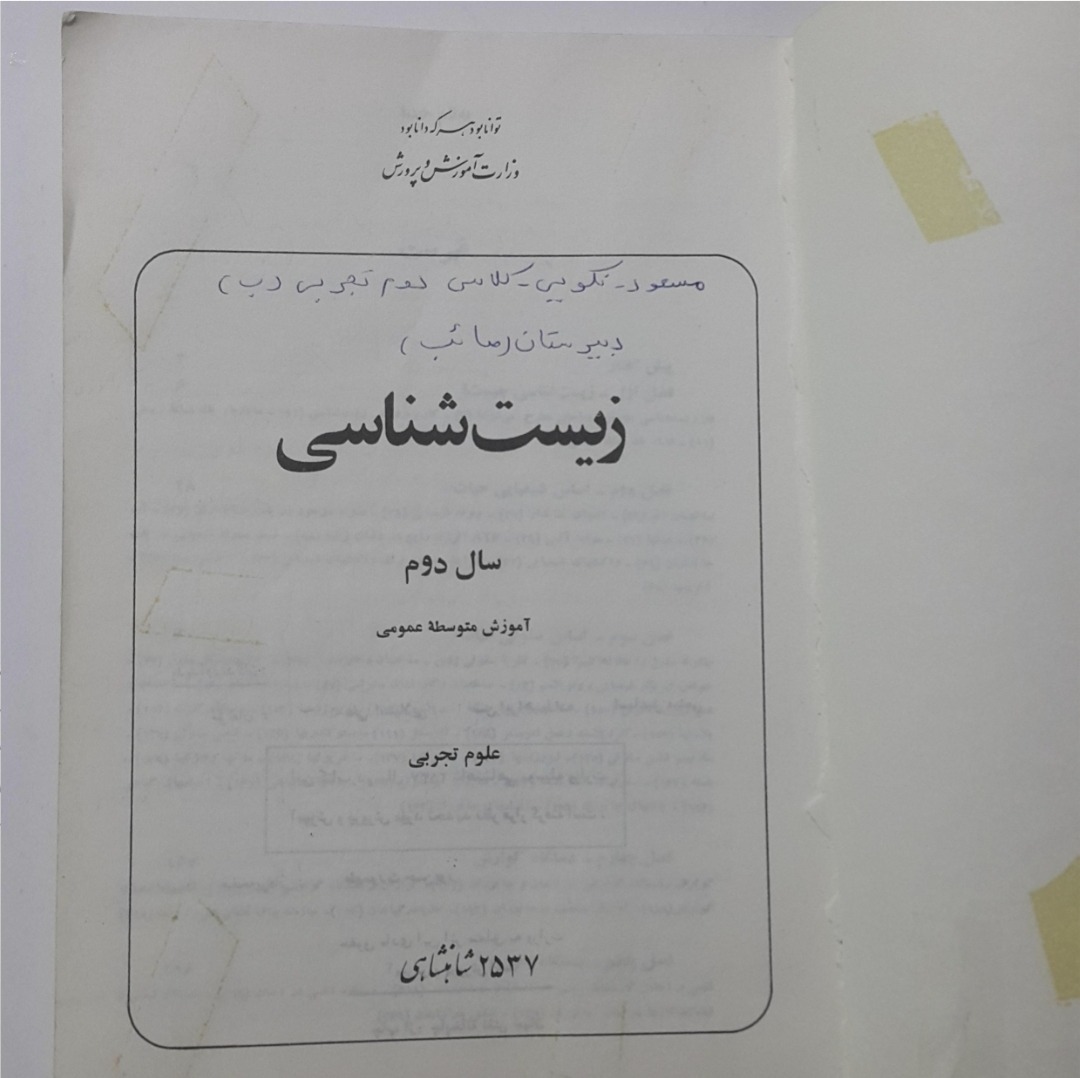 توانا بود هر که دانا بود
وزارت آموزش و پرورش
مسعود - نکویی - کلاس دوم تجربی (ب)
دبیرستان (صائب)
زیست‌شناسی
سال دوم
آموزش متوسطهٔ عمومی
علوم تجربی
۲۵۳۷ شاهنشاهی